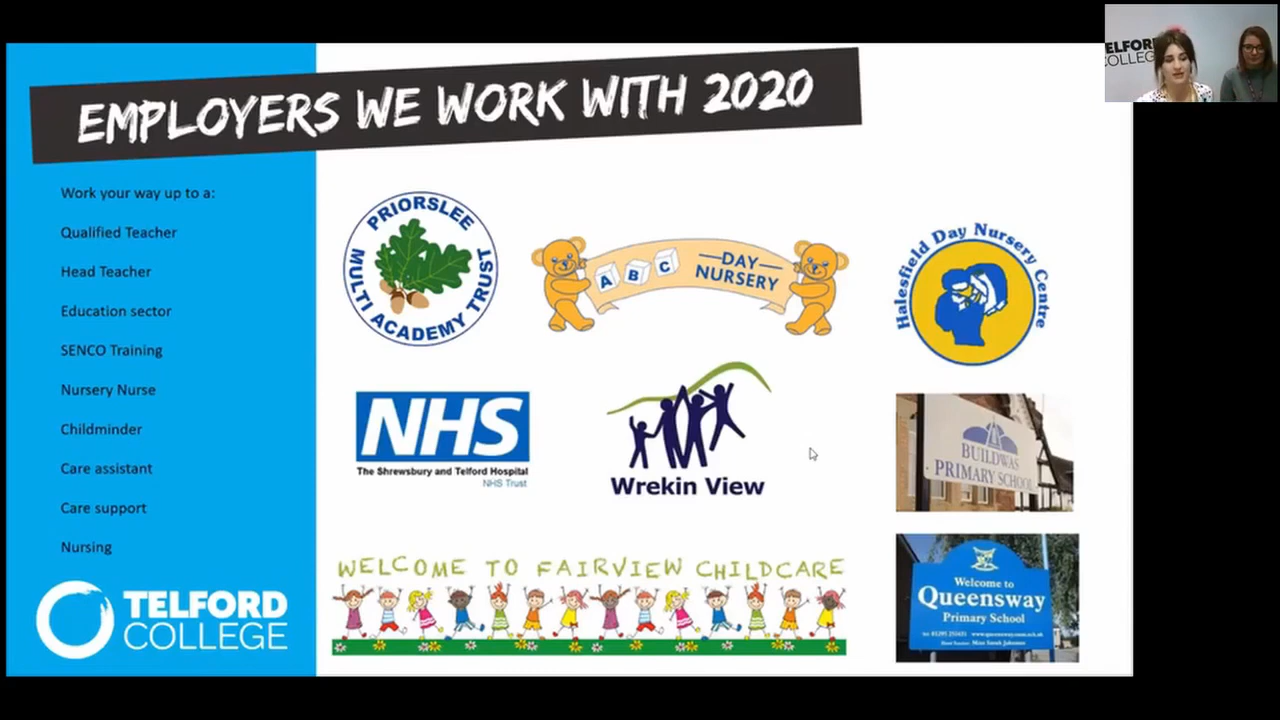 EMPLOYERS WE WORK WITH 2020
TELFORD
COLLEGE
Work your way up to a:
Qualified Teacher
Head Teacher
Education sector
SENCO Training
Nursery Nurse
Childminder
Care assistant
Care support
Nursing
TELFORD
COLLEGE
PRIORSLEE
MULTI ACADEMY TRUST
A B C
DAY
NURSERY
Halesfield Day Nursery Centre
NHS
The Shrewsbury and Telford Hospital
NHS Trust
Wrekin View
BUILDWAS
PRIMARY SCHOOL
WELCOME TO FAIRVIEW CHILDCARE
Welcome to
Queensway
Primary School